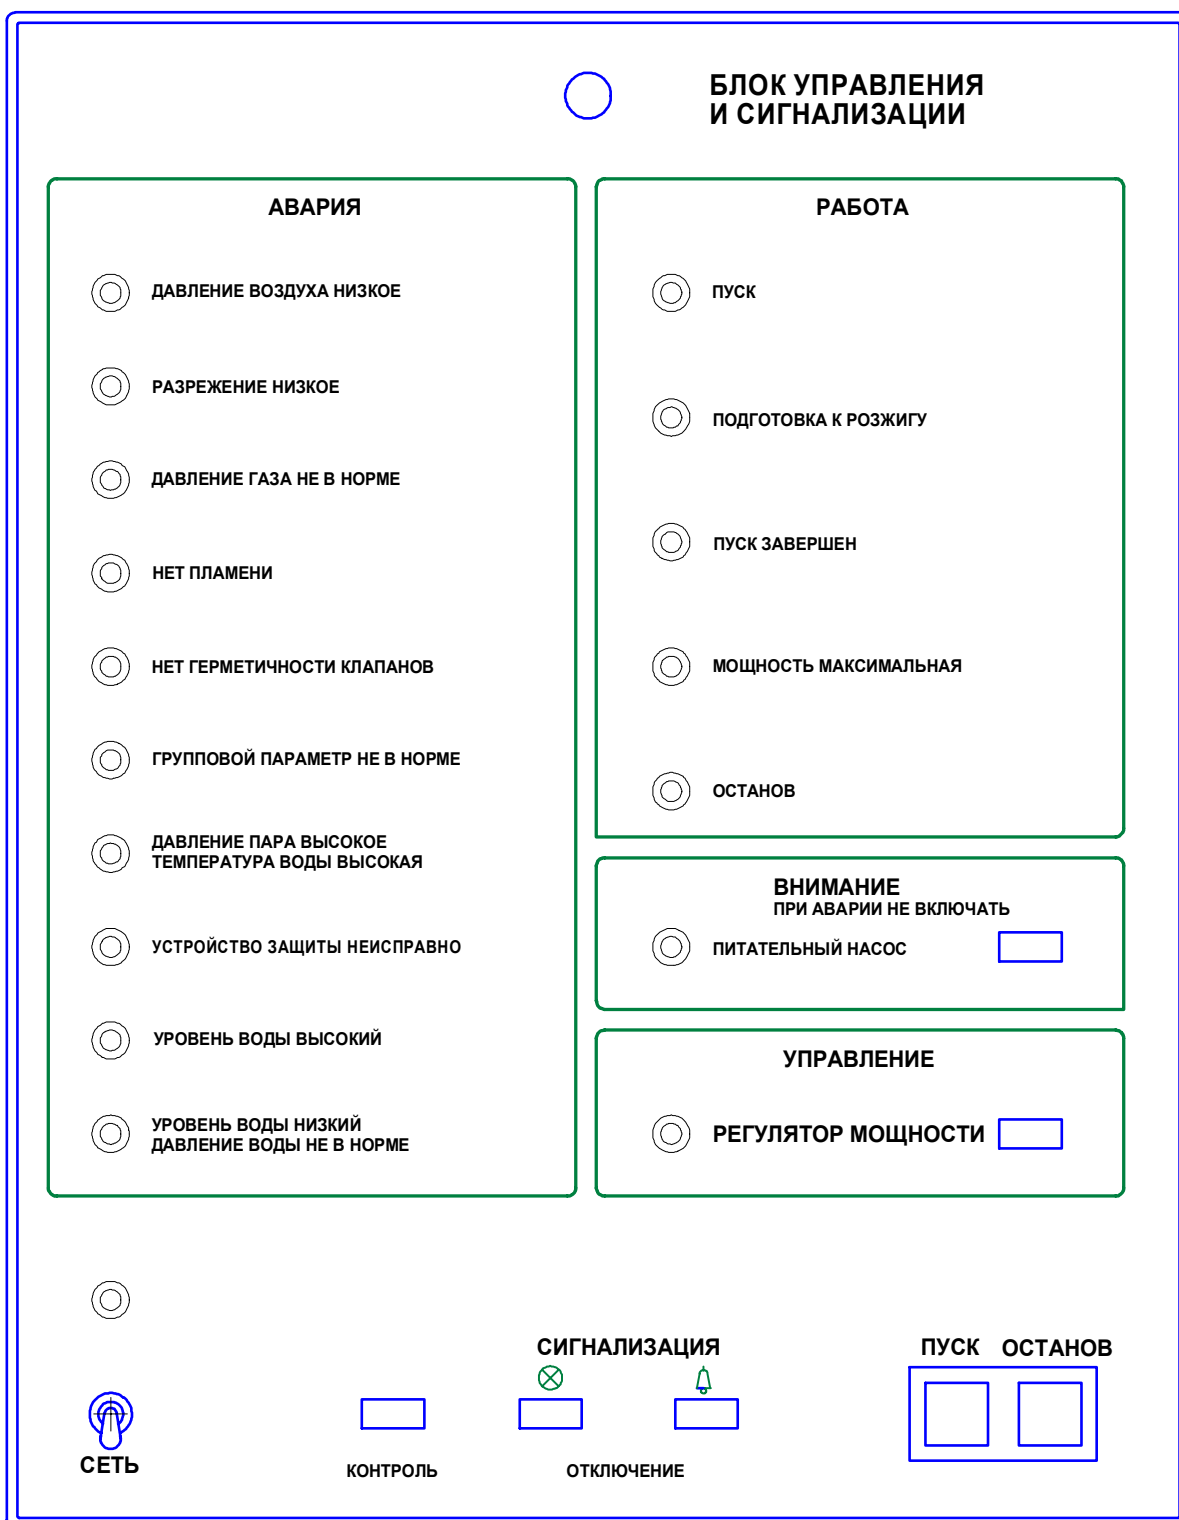 БЛОК УПРАВЛЕНИЯ
И СИГНАЛИЗАЦИИ
АВАРИЯ
ДАВЛЕНИЕ ВОЗДУХА НИЗКОЕ
РАЗРЕЖЕНИЕ НИЗКОЕ
ДАВЛЕНИЕ ГАЗА НЕ В НОРМЕ
НЕТ ПЛАМЕНИ
НЕТ ГЕРМЕТИЧНОСТИ КЛАПАНОВ
ГРУППОВОЙ ПАРАМЕТР НЕ В НОРМЕ
ДАВЛЕНИЕ ПАРА ВЫСОКОЕ
ТЕМПЕРАТУРА ВОДЫ ВЫСОКАЯ
УСТРОЙСТВО ЗАЩИТЫ НЕИСПРАВНО
УРОВЕНЬ ВОДЫ ВЫСОКИЙ
УРОВЕНЬ ВОДЫ НИЗКИЙ
ДАВЛЕНИЕ ВОДЫ НЕ В НОРМЕ
РАБОТА
ПУСК
ПОДГОТОВКА К РОЗЖИГУ
ПУСК ЗАВЕРШЕН
МОЩНОСТЬ МАКСИМАЛЬНАЯ
ОСТАНОВ
ВНИМАНИЕ
ПРИ АВАРИИ НЕ ВКЛЮЧАТЬ
ПИТАТЕЛЬНЫЙ НАСОС
УПРАВЛЕНИЕ
РЕГУЛЯТОР МОЩНОСТИ
СИГНАЛИЗАЦИЯ
ПУСК ОСТАНОВ
СЕТЬ
КОНТРОЛЬ
ОТКЛЮЧЕНИЕ